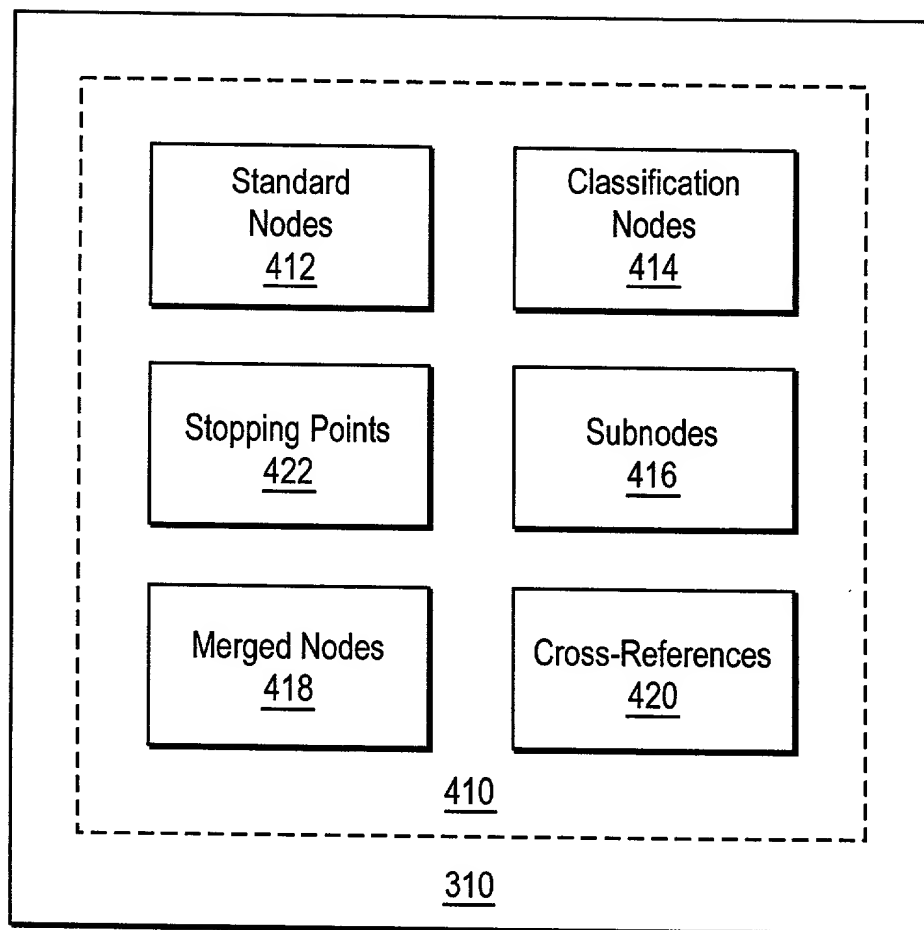 Standard
Nodes
412
Classification
Nodes
414
Stopping Points
422
Subnodes
416
Merged Nodes
418
Cross-References
420
410
310